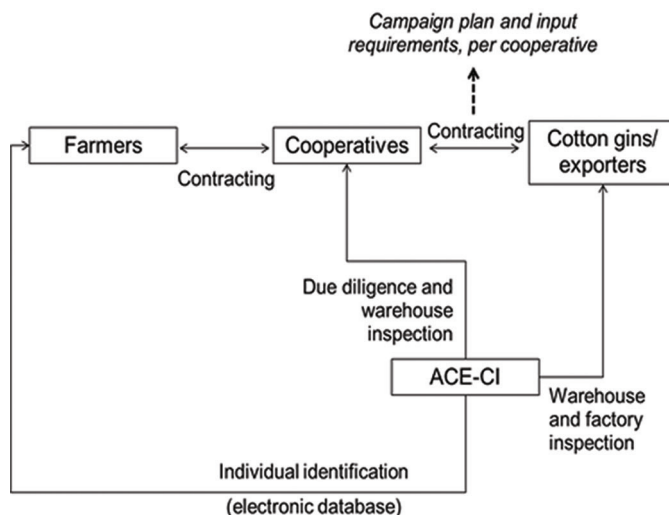 Campaign plan and input
requirements, per cooperative
Farmers
Contracting
Cooperatives
Contracting
Cotton gins/
exporters
Due diligence and
warehouse
inspection
ACE-CI
Warehouse
and factory
inspection
Individual identification
(electronic database)